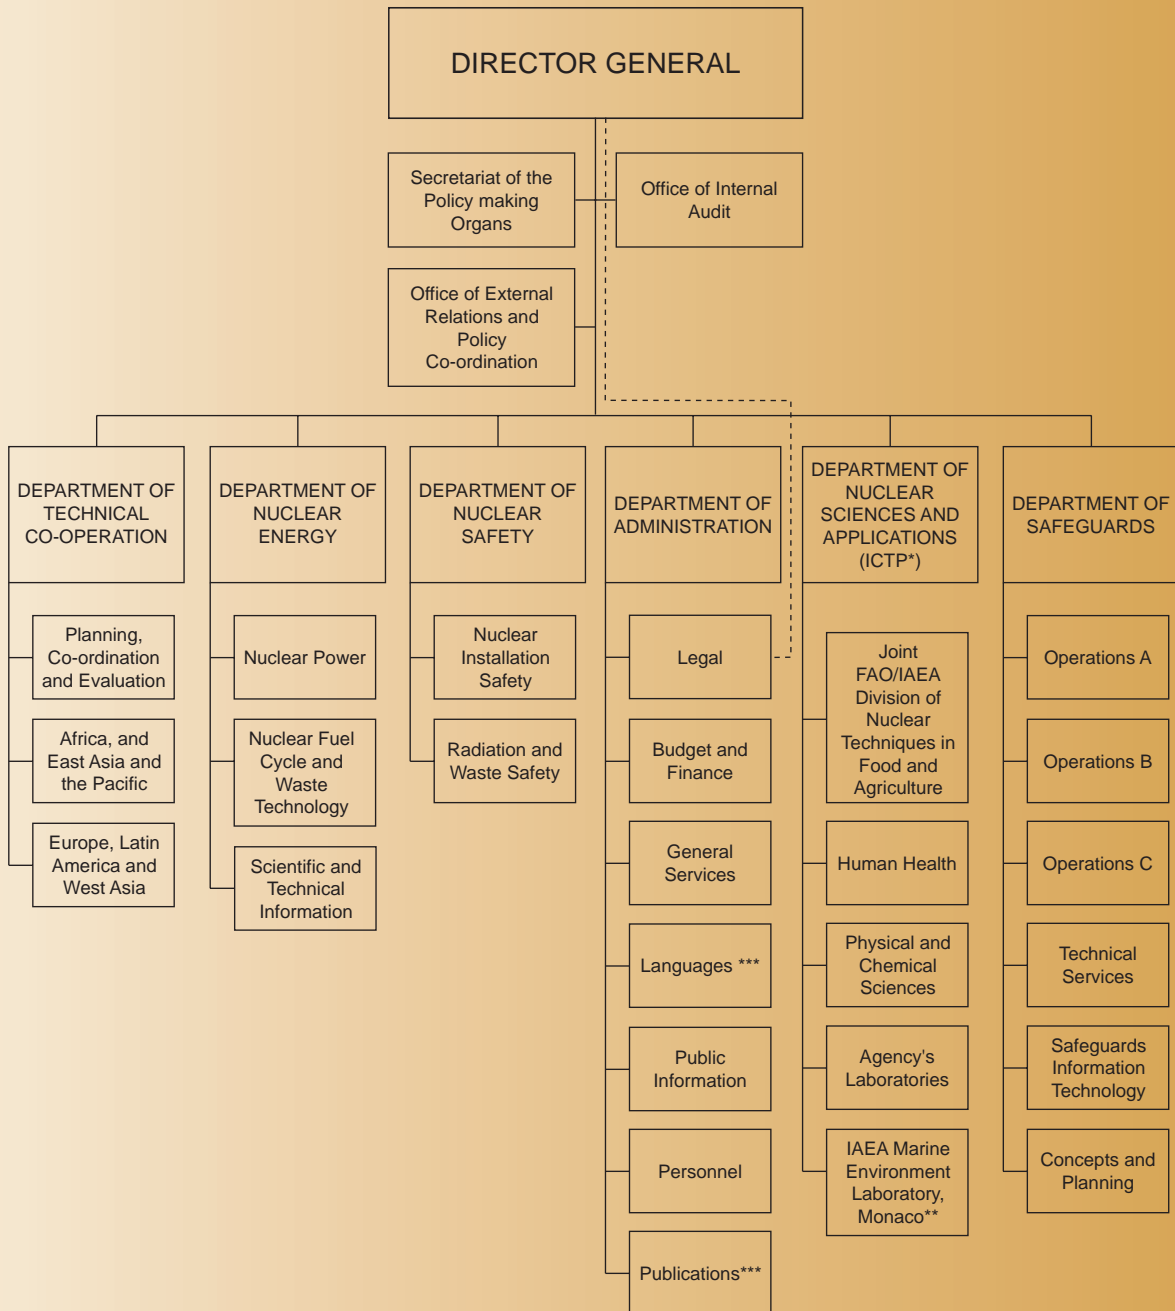 DIRECTOR GENERAL
Secretariat of the
Policy making
Organs
Office of Internal
Audit
Office of External
Relations and
Policy
Co-ordination
DEPARTMENT OF
TECHNICAL
CO-OPERATION
Planning,
Co-ordination
and Evaluation
Africa, and
East Asia and
the Pacific
Europe, Latin
America and
West Asia
DEPARTMENT OF
NUCLEAR
ENERGY
Nuclear Power
Nuclear Fuel
Cycle and
Waste
Technology
Scientific and
Technical
Information
DEPARTMENT OF
NUCLEAR
SAFETY
Nuclear
Installation
Safety
Radiation and
Waste Safety
DEPARTMENT OF
ADMINISTRATION
Legal
Budget and
Finance
General
Services
Languages ***
Public
Information
Personnel
Publications***
DEPARTMENT OF
NUCLEAR
SCIENCES AND
APPLICATIONS
(ICTP*)
Joint
FAO/IAEA
Division of
Nuclear
Techniques in
Food and
Agriculture
Human Health
Physical and
Chemical
Sciences
Agency's
Laboratories
IAEA Marine
Environment
Laboratory,
Monaco**
DEPARTMENT OF
SAFEGUARDS
Operations A
Operations B
Operations C
Technical
Services
Safeguards
Information
Technology
Concepts and
Planning